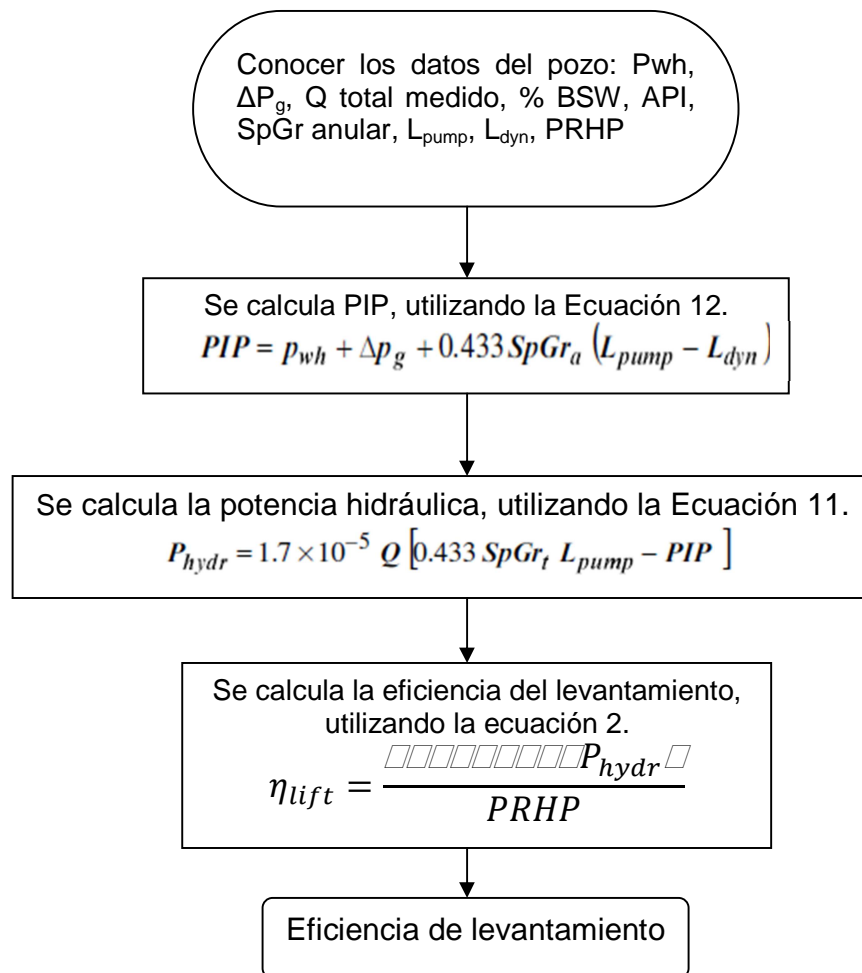 Conocer los datos del pozo: Pwh,
ΔPg, Q total medido, % BSW, API,
SpGr anular, Lpump, Ldyn, PRHP
Se calcula PIP, utilizando la Ecuación 12.
PIP = pwh + Δpg + 0.433 SpGra (Lpump − Ldyn)
Se calcula la potencia hidráulica, utilizando la Ecuación 11.
Phydr = 1.7 × 10⁻⁵ Q [0.433 SpGrt Lpump − PIP ]
Se calcula la eficiencia del levantamiento,
utilizando la ecuación 2.
ηlift = □□□□□□□□□Phydr □ / PRHP
Eficiencia de levantamiento